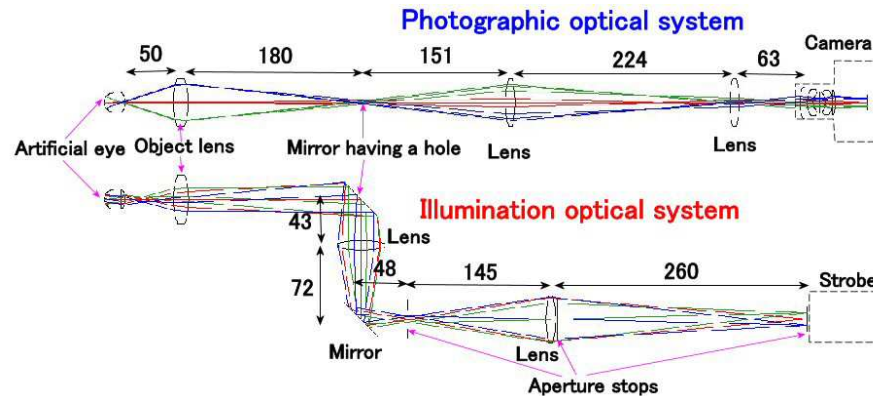 Photographic optical system
50
180
151
224
63
Camera
Artificial eye
Object lens
Mirror having a hole
Lens
Lens
Illumination optical system
43
Lens
48
145
260
Strobe
72
Mirror
Lens
Aperture stops